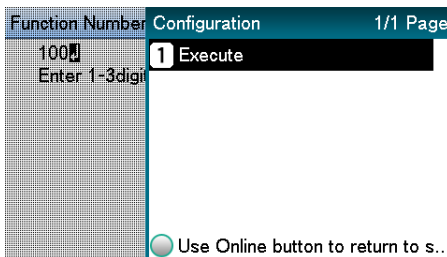 Function Number
Configuration 1/1 Page
100
1 Execute
Enter 1-3digi
Use Online button to return to s..